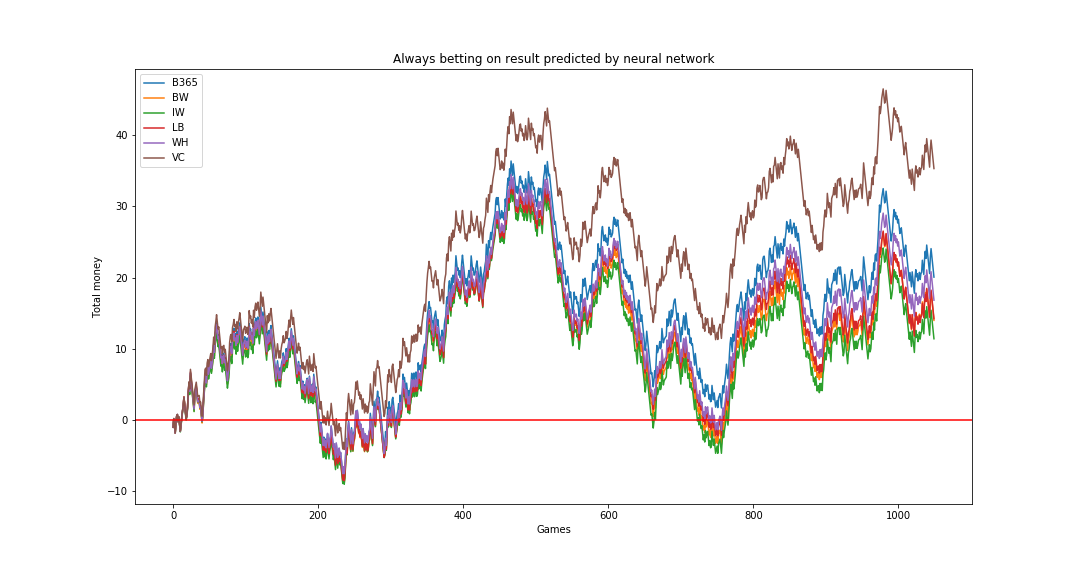 Always betting on result predicted by neural network
B365
BW
IW
LB
WH
VC
Total money
40
30
20
10
0
−10
0
200
400
600
800
1000
Games